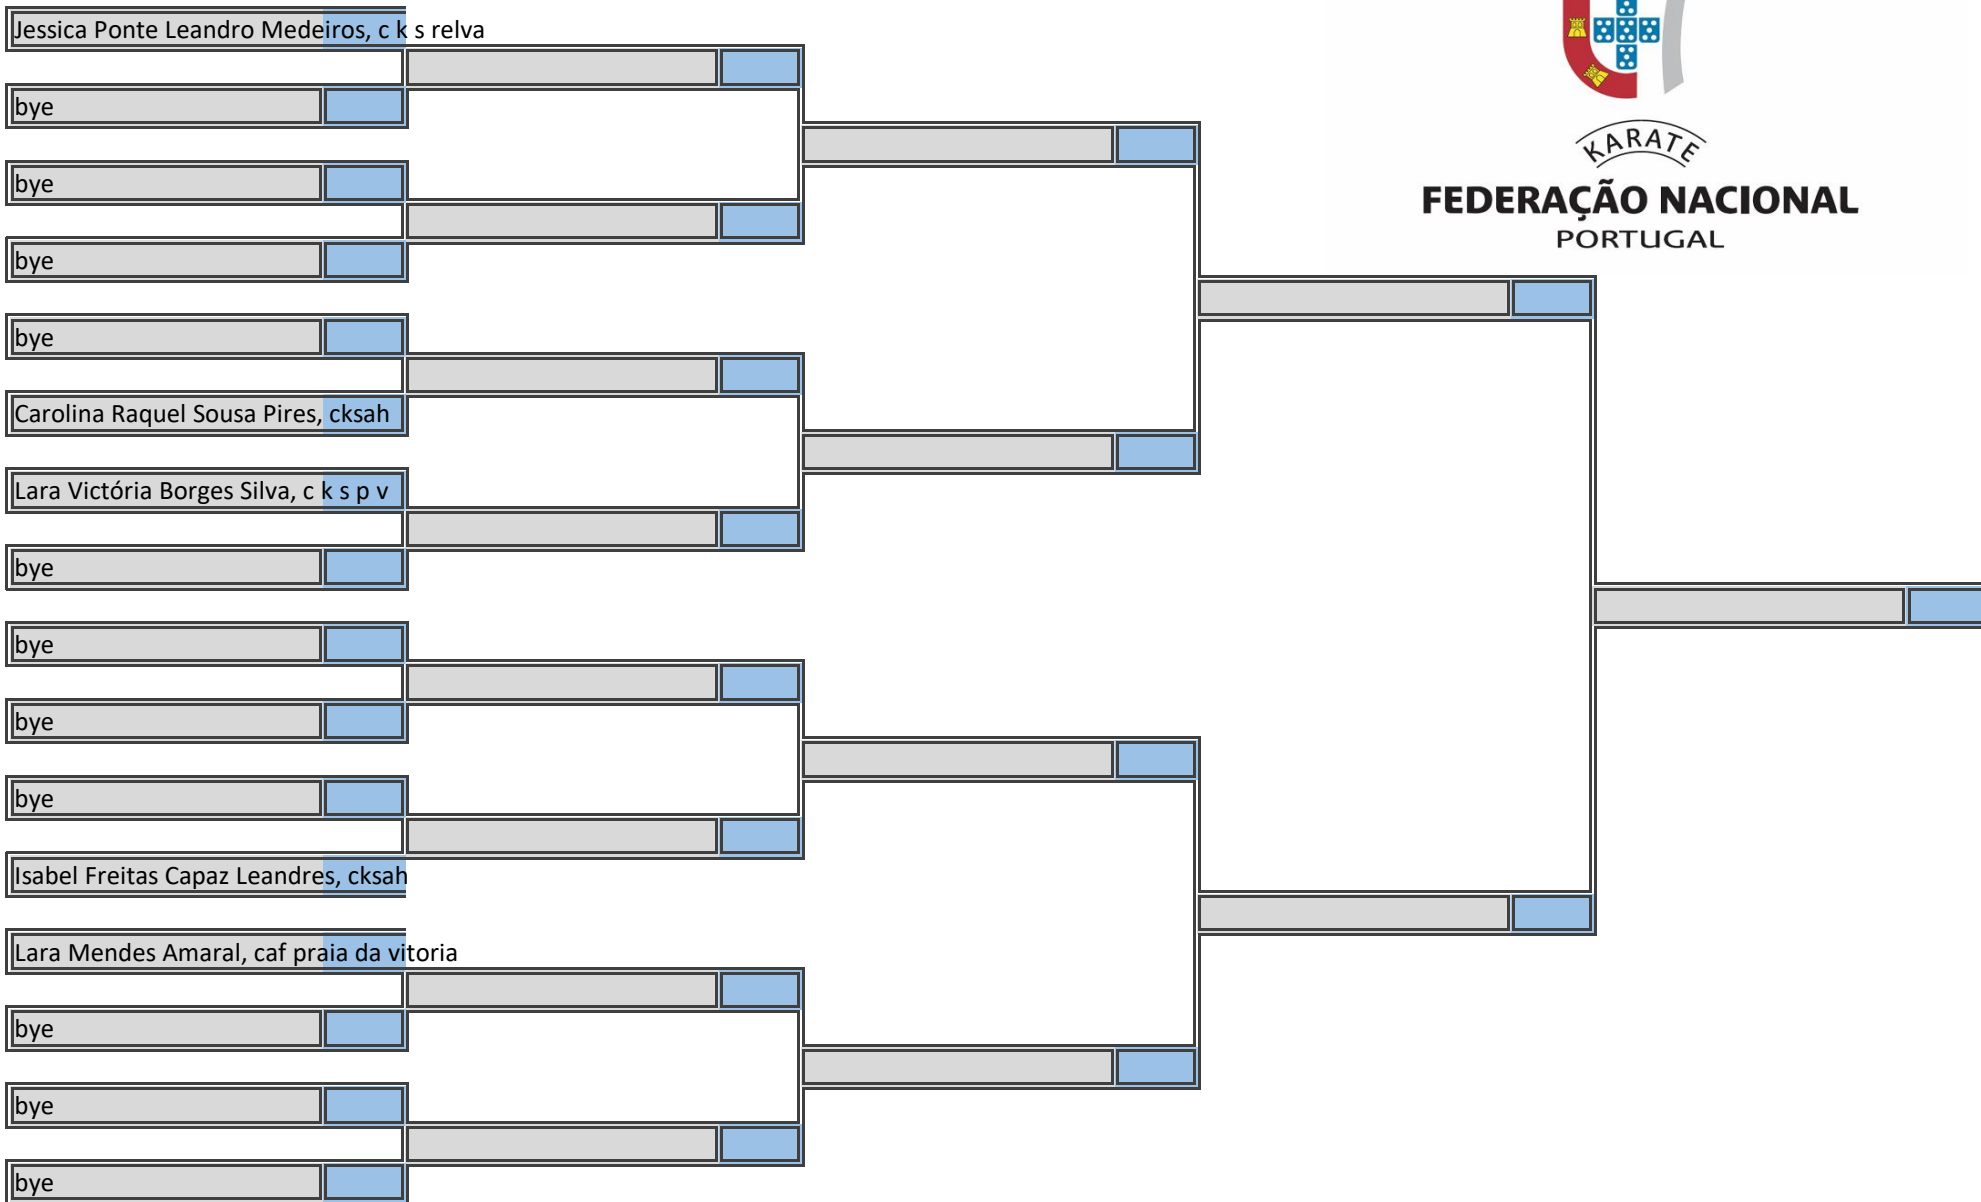 Jessica Ponte Leandro Medeiros, c k s relva
bye
bye
bye
bye
Carolina Raquel Sousa Pires, cksah
Lara Victória Borges Silva, c k s p v
bye
bye
bye
bye
Isabel Freitas Capaz Leandres, cksah
Lara Mendes Amaral, caf praia da vitoria
bye
bye
bye
KARATE
FEDERAÇÃO NACIONAL
PORTUGAL